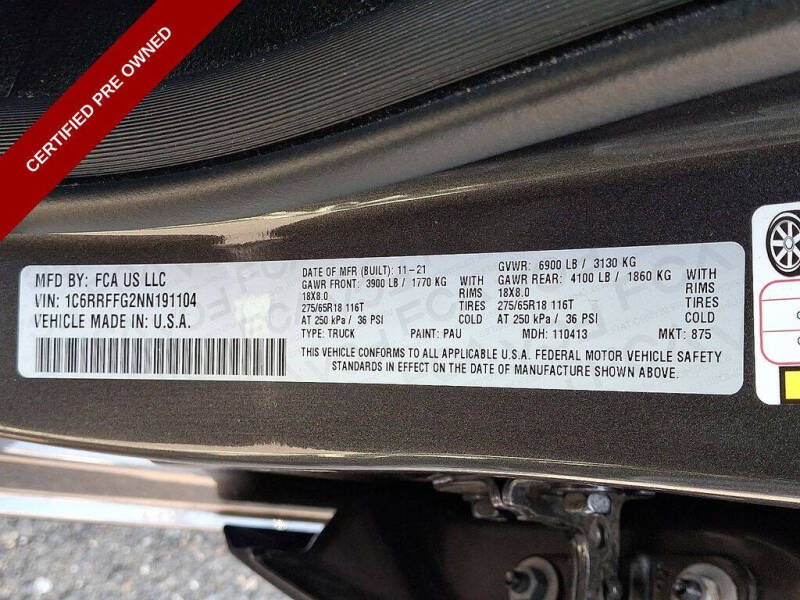 CERTIFIED PRE OWNED
MFD BY: FCA US LLC
VIN: 1C6RRFFG2NN191104
VEHICLE MADE IN: U.S.A.
DATE OF MFR (BUILT): 11-21
GAWR FRONT: 3900 LB / 1770 KG WITH
18X8.0 RIMS
275/65R18 116T TIRES
AT 250 kPa / 36 PSI COLD
GVWR: 6900 LB / 3130 KG
GAWR REAR: 4100 LB / 1860 KG WITH
18X8.0 RIMS
275/65R18 116T TIRES
AT 250 kPa / 36 PSI COLD
TYPE: TRUCK PAINT: PAU MDH: 110413 MKT: 875
THIS VEHICLE CONFORMS TO ALL APPLICABLE U.S.A. FEDERAL MOTOR VEHICLE SAFETY
STANDARDS IN EFFECT ON THE DATE OF MANUFACTURE SHOWN ABOVE.